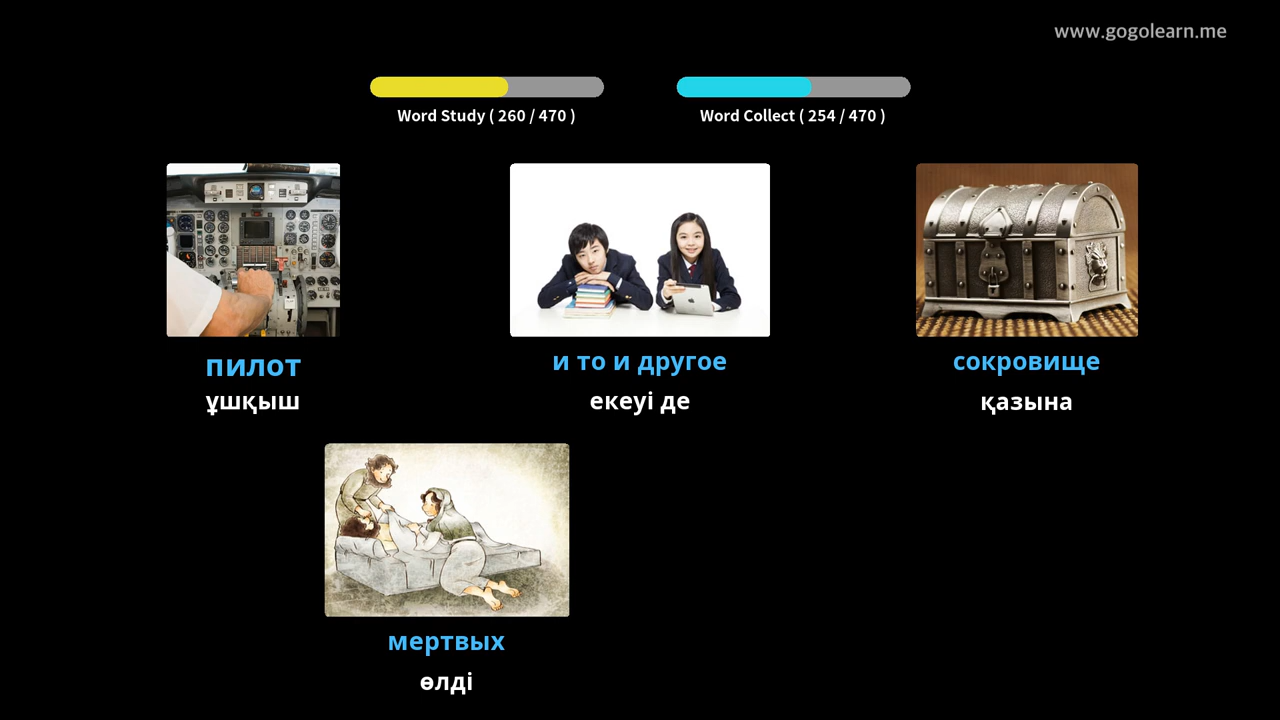 www.gogolearn.me
Word Study ( 260 / 470 )
Word Collect ( 254 / 470 )
пилот
ұшқыш
и то и другое
екеуі де
сокровище
қазына
мертвых
өлді